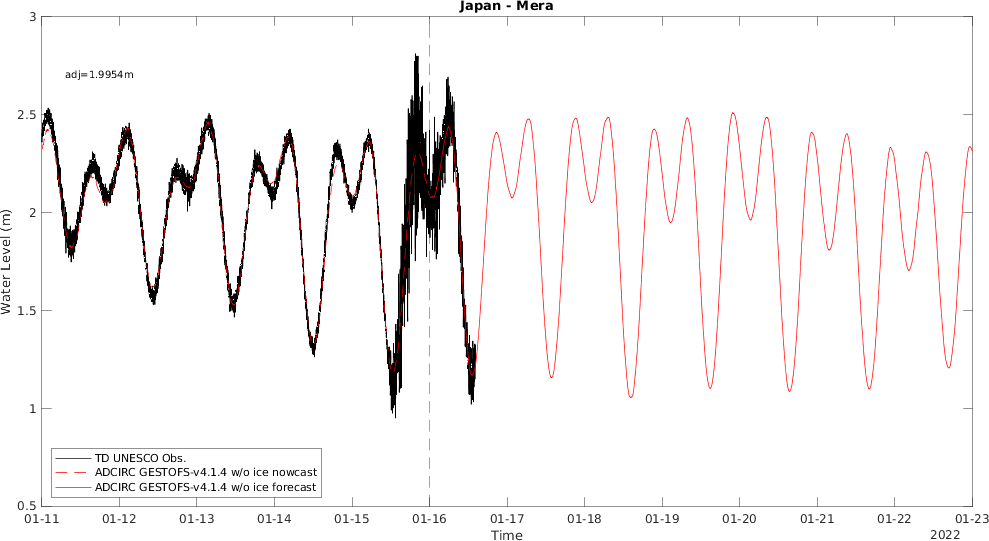 Japan - Mera
3
adj=1.9954m
2.5
2
Water Level (m)
1.5
1
TD UNESCO Obs.
ADCIRC GESTOFS-v4.1.4 w/o ice nowcast
ADCIRC GESTOFS-v4.1.4 w/o ice forecast
0.5
01-11 01-12 01-13 01-14 01-15 01-16 01-17 01-18 01-19 01-20 01-21 01-22 01-23
Time
2022